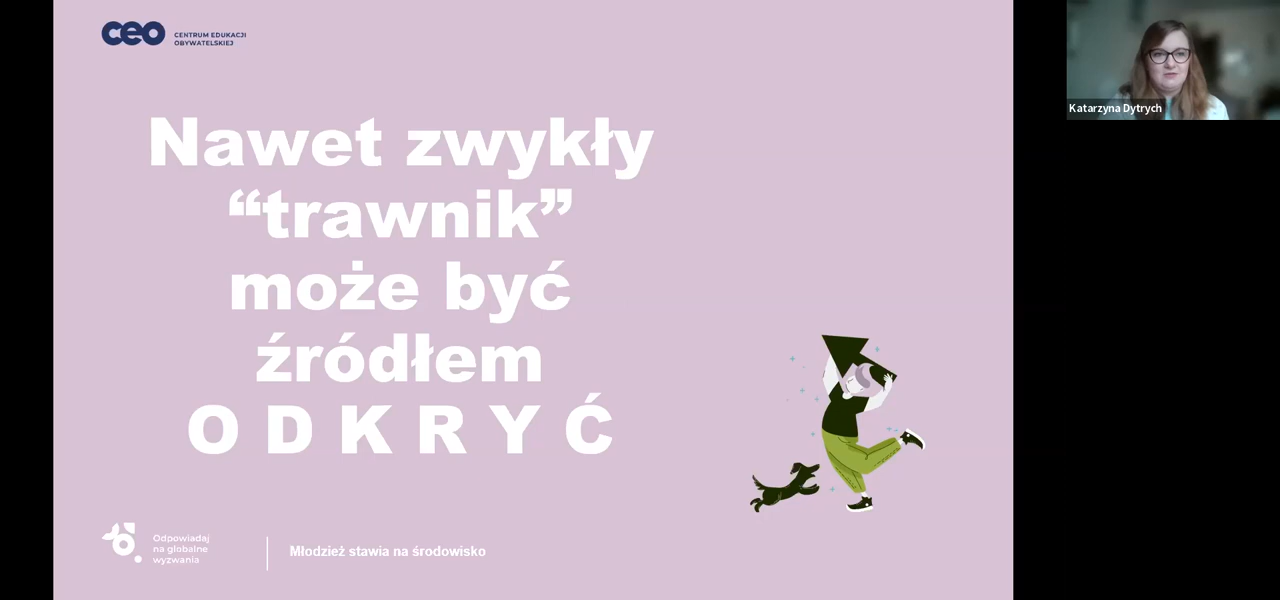 ceo
CENTRUM EDUKACJI
OBYWATELSKIEJ
Katarzyna Dytrych
Nawet zwykły
“trawnik”
może być
źródłem
O D K R Y Ć
Odpowiadaj
na globalne
wyzwania
Młodzież stawia na środowisko